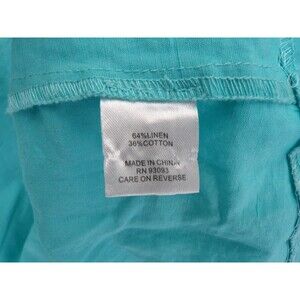 64%LINEN
36%COTTON
MADE IN CHINA
RN 93093
CARE ON REVERSE